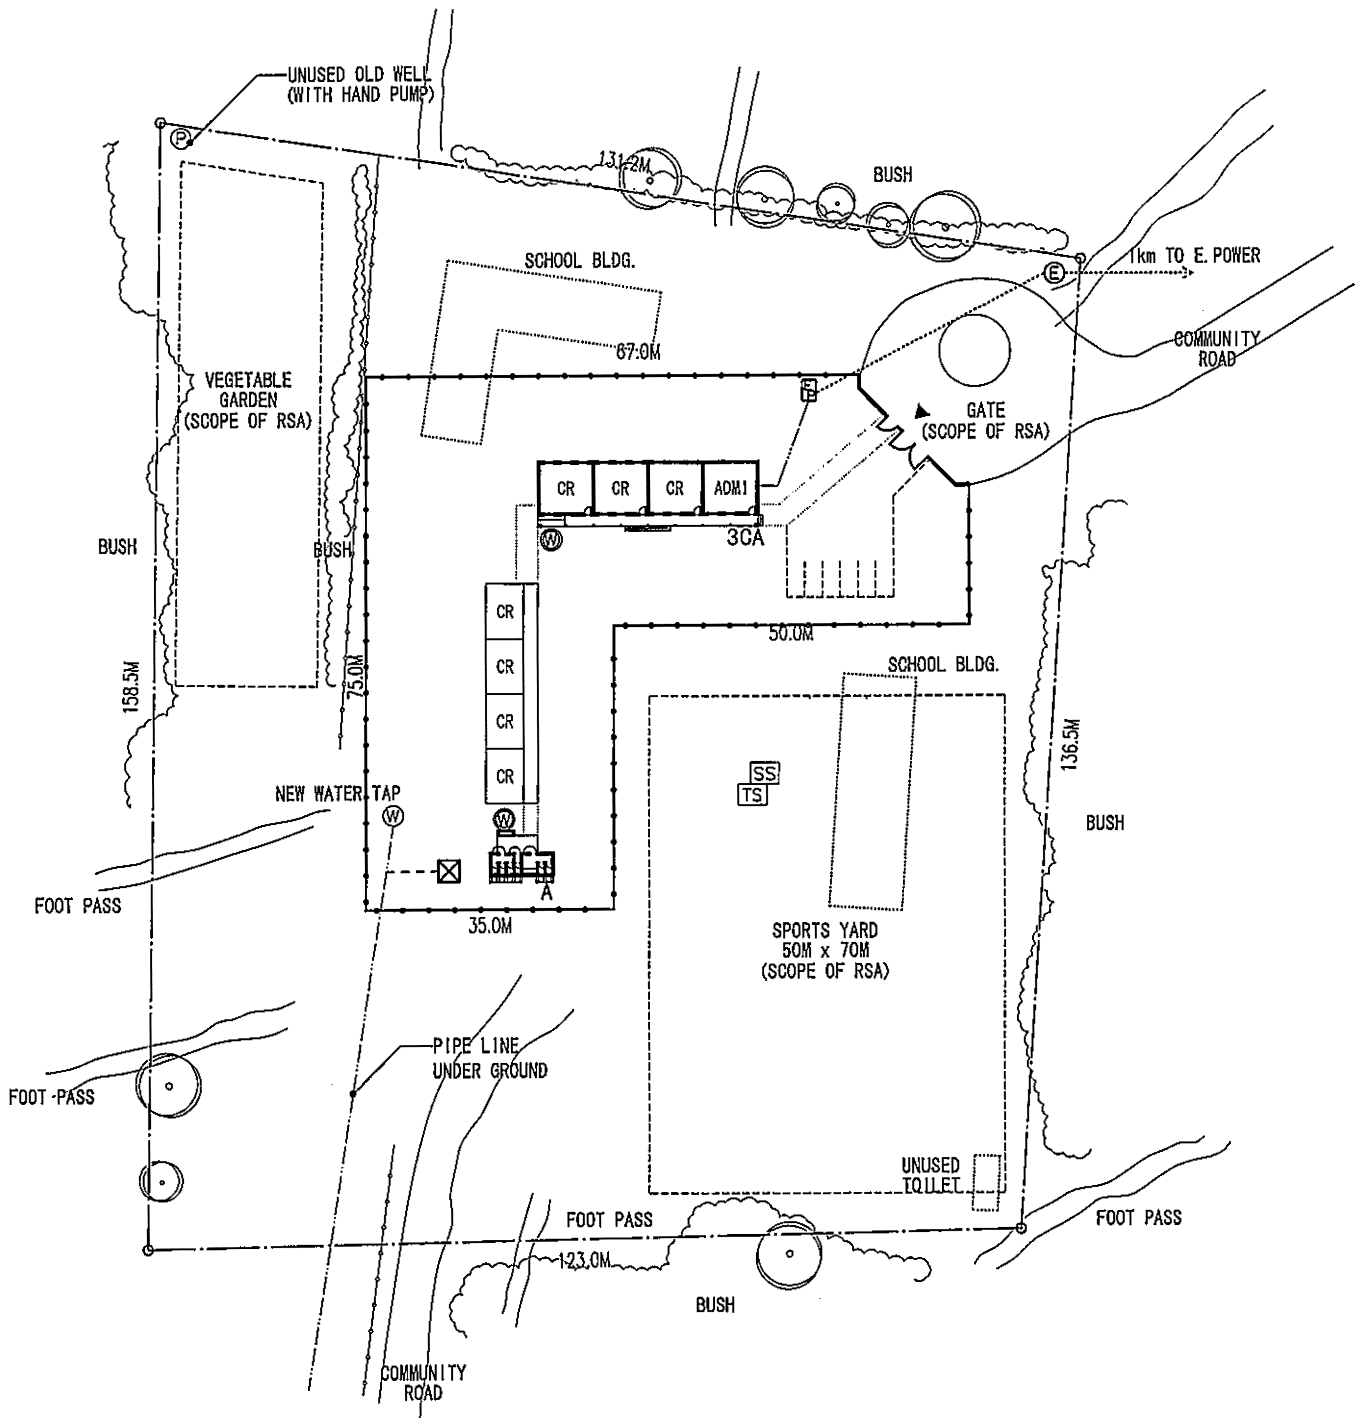 UNUSED OLD WELL
(WITH HAND PUMP)
P
131.2M
BUSH
SCHOOL BLDG.
E
1km TO E. POWER
COMMUNITY
ROAD
67.0M
VEGETABLE
GARDEN
(SCOPE OF RSA)
GATE
(SCOPE OF RSA)
CR
CR
CR
ADMI
3CA
W
BUSH
BUSH
CR
CR
CR
CR
50.0M
SCHOOL BLDG.
158.5M
75.0M
136.5M
SS
TS
NEW WATER TAP
W
W
BUSH
A
FOOT PASS
35.0M
SPORTS YARD
50M x 70M
(SCOPE OF RSA)
PIPE LINE
UNDER GROUND
FOOT-PASS
UNUSED
TOILET
FOOT PASS
FOOT PASS
123.0M
BUSH
COMMUNITY
ROAD